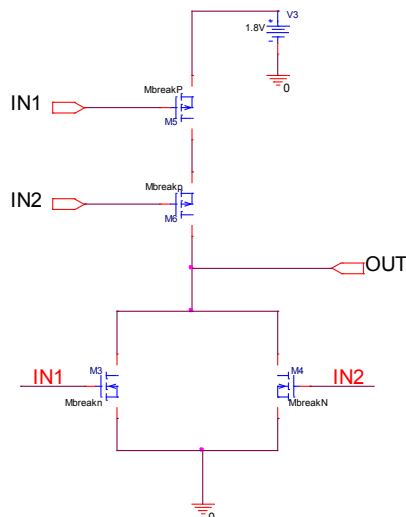 V3
1.8V
0
MbreakP
IN1
M5
Mbreakp
IN2
M6
OUT
M3
M4
IN1
IN2
Mbreakn
MbreakN
0